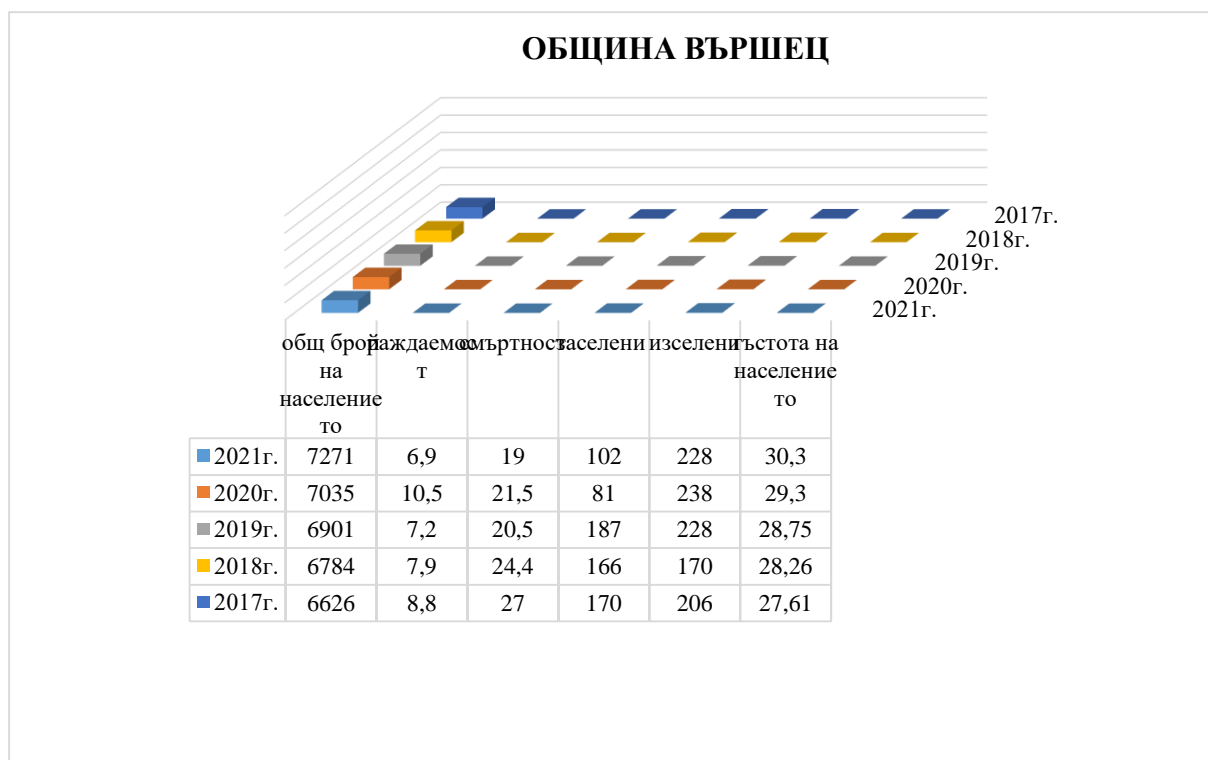 ОБЩИНА ВЪРШЕЦ
2017г.
2018г.
2019г.
2020г.
2021г.
общ брой раждаемос смъртност заселени изселени гъстота на
на т население
население то
то
2021г. 7271 6,9 19 102 228 30,3
2020г. 7035 10,5 21,5 81 238 29,3
2019г. 6901 7,2 20,5 187 228 28,75
2018г. 6784 7,9 24,4 166 170 28,26
2017г. 6626 8,8 27 170 206 27,61